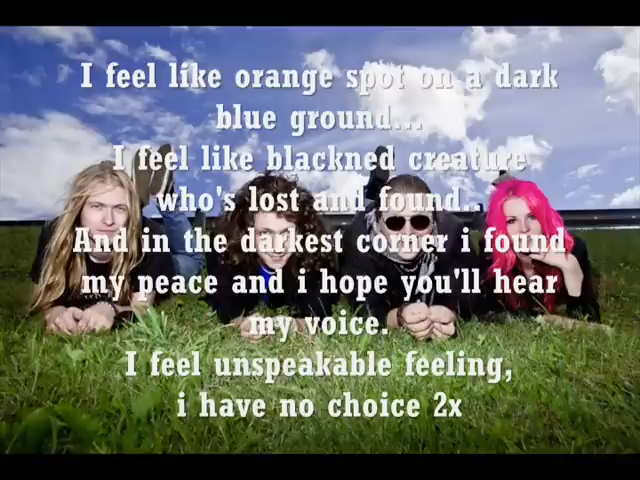 I feel like orange spot on a dark
blue ground...
I feel like blackned creature
who's lost and found..
And in the darkest corner i found
my peace and i hope you'll hear
my voice.
I feel unspeakable feeling,
i have no choice 2x